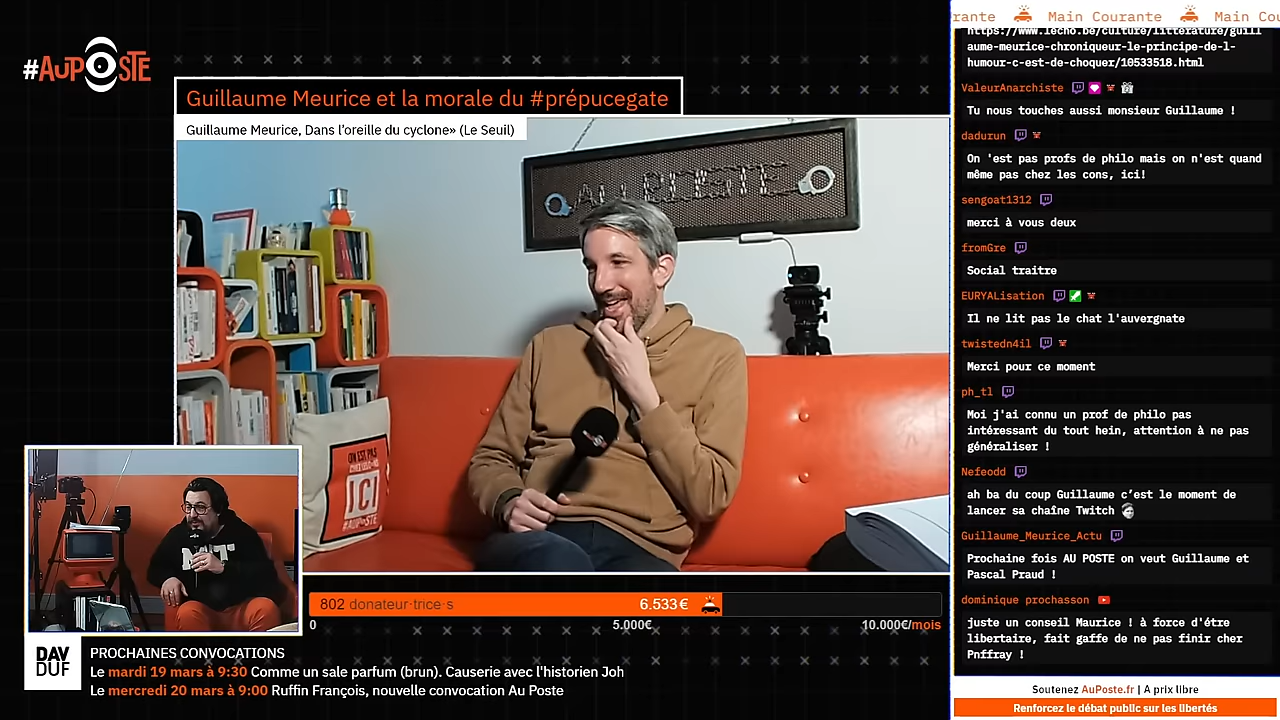 #AUPOSTE
Guillaume Meurice et la morale du #prépucegate
Guillaume Meurice, Dans l'oreille du cyclone» (Le Seuil)
AU POSTE
ON EST PAS
ICI
#AUPOSTE
802 donateur·trice·s 6.533€
0 5.000€ 10.000€/mois
DAV
DUF
PROCHAINES CONVOCATIONS
Le mardi 19 mars à 9:30 Comme un sale parfum (brun). Causerie avec l'historien Joh
Le mercredi 20 mars à 9:00 Ruffin François, nouvelle convocation Au Poste
rante Main Courante Main Cou
https://www.lecho.be/culture/litterature/guill
aume-meurice-chroniqueur-le-principe-de-l-
humour-c-est-de-choquer/10533518.html
ValeurAnarchiste
Tu nous touches aussi monsieur Guillaume !
dadurun
On 'est pas profs de philo mais on n'est quand
même pas chez les cons, ici!
sengoat1312
merci à vous deux
fromGre
Social traitre
EURYALisation
Il ne lit pas le chat l'auvergnate
twistedn4il
Merci pour ce moment
ph_tl
Moi j'ai connu un prof de philo pas
intéressant du tout hein, attention à ne pas
généraliser !
Nefeodd
ah ba du coup Guillaume c'est le moment de
lancer sa chaîne Twitch
Guillaume_Meurice_Actu
Prochaine fois AU POSTE on veut Guillaume et
Pascal Praud !
dominique prochasson
juste un conseil Maurice ! à force d'être
libertaire, fait gaffe de ne pas finir cher
Pnffray !
Soutenez AuPoste.fr | A prix libre
Renforcez le débat public sur les libertés